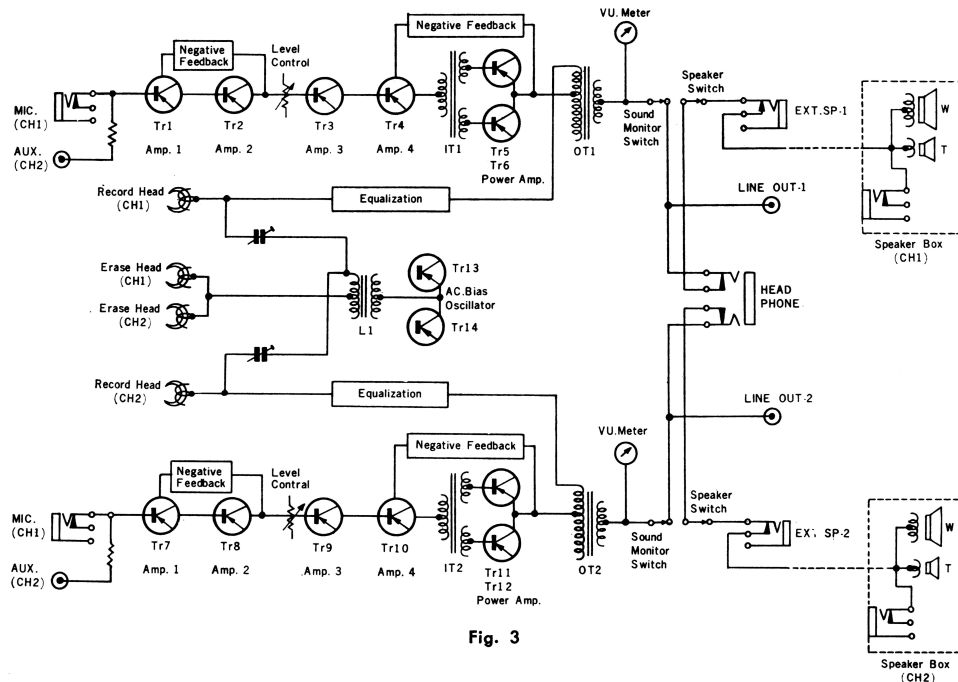 VU. Meter
Negative Feedback
Negative
Feedback
Level
Control
Speaker
Switch
MIC.
(CH1)
Tr1
Tr2
Tr3
Tr4
EXT. SP-1
W
T
AUX.
(CH2)
Amp. 1
Amp. 2
Amp. 3
Amp. 4
IT1
Tr5
Tr6
Power Amp.
OT1
Sound
Monitor
Switch
Record Head
(CH1)
Equalization
LINE OUT-1
Speaker Box
(CH1)
Erase Head
(CH1)
Erase Head
(CH2)
Tr13
AC.Bias
Oscillator
Tr14
L1
HEAD
PHONE
Record Head
(CH2)
Equalization
LINE OUT-2
VU.Meter
Negative Feedback
Negative
Feedback
Level
Contral
Speaker
Switch
MIC.
(CH1)
Tr7
Tr8
Tr9
Tr10
EXT. SP-2
W
T
AUX.
(CH2)
Amp. 1
Amp. 2
Amp. 3
Amp. 4
IT2
Tr11
Tr12
Power Amp.
OT2
Sound
Monitor
Switch
Fig. 3
Speaker Box
(CH2)